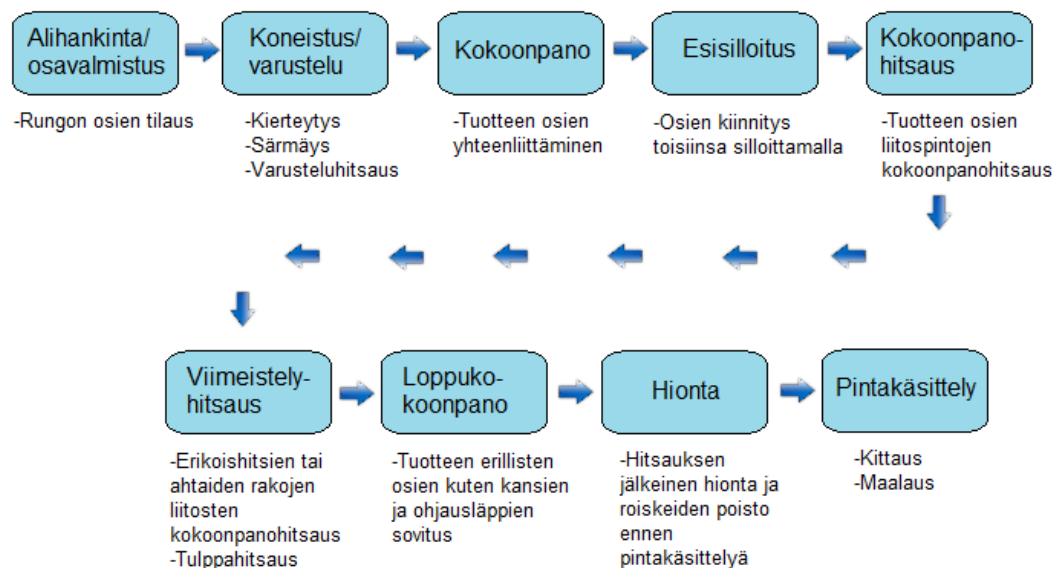 Alihankinta/
osavalmistus
-Rungon osien tilaus
Koneistus/
varustelu
-Kierteytys
-Särmäys
-Varusteluhitsaus
Kokoonpano
-Tuotteen osien
yhteenliittäminen
Esisilloitus
-Osien kiinnitys
toisiinsa silloittamalla
Kokoonpano-
hitsaus
-Tuotteen osien
liitospintojen
kokoonpanohitsaus
Viimeistely-
hitsaus
-Erikoishitsien tai
ahtaiden rakojen
liitosten
kokoonpanohitsaus
-Tulppahitsaus
Loppuko-
koonpano
-Tuotteen erillisten
osien kuten kansien
ja ohjausläppien
sovitus
Hionta
-Hitsauksen
jälkeinen hionta ja
roiskeiden poisto
ennen
pintakäsittelyä
Pintakäsittely
-Kittaus
-Maalaus